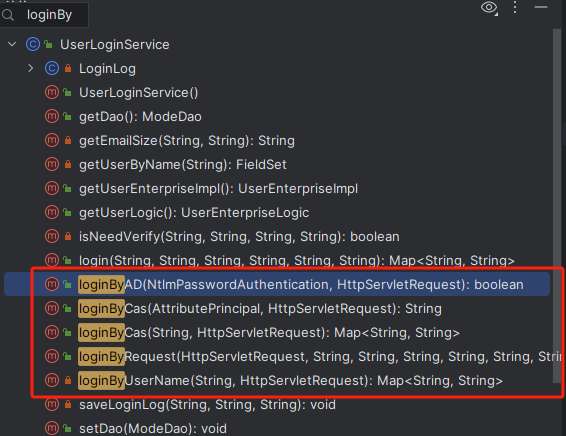 loginBy
UserLoginService
LoginLog
UserLoginService()
getDao(): ModeDao
getEmailSize(String, String): String
getUserByName(String): FieldSet
getUserEnterpriseImpl(): UserEnterpriseImpl
getUserLogic(): UserEnterpriseLogic
isNeedVerify(String, String, String, String): boolean
login(String, String, String, String, String, String): Map<String, String>
loginByAD(NtlmPasswordAuthentication, HttpServletRequest): boolean
loginByCas(AttributePrincipal, HttpServletRequest): String
loginByCas(String, HttpServletRequest): Map<String, String>
loginByRequest(HttpServletRequest, String, String, String, String, String, Strin
loginByUserName(String, HttpServletRequest): Map<String, String>
saveLoginLog(String, String, String): void
setDao(ModeDao): void